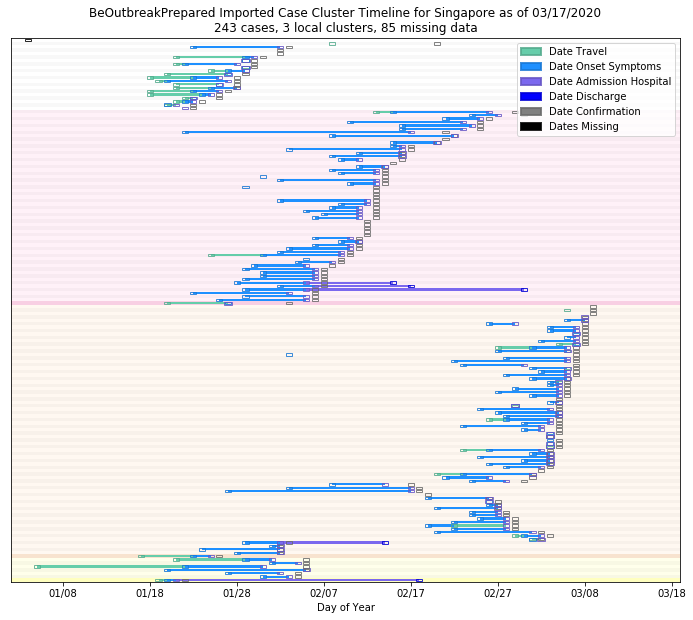 BeOutbreakPrepared Imported Case Cluster Timeline for Singapore as of 03/17/2020
243 cases, 3 local clusters, 85 missing data
Date Travel
Date Onset Symptoms
Date Admission Hospital
Date Discharge
Date Confirmation
Dates Missing
01/08 01/18 01/28 02/07 02/17 02/27 03/08 03/18
Day of Year